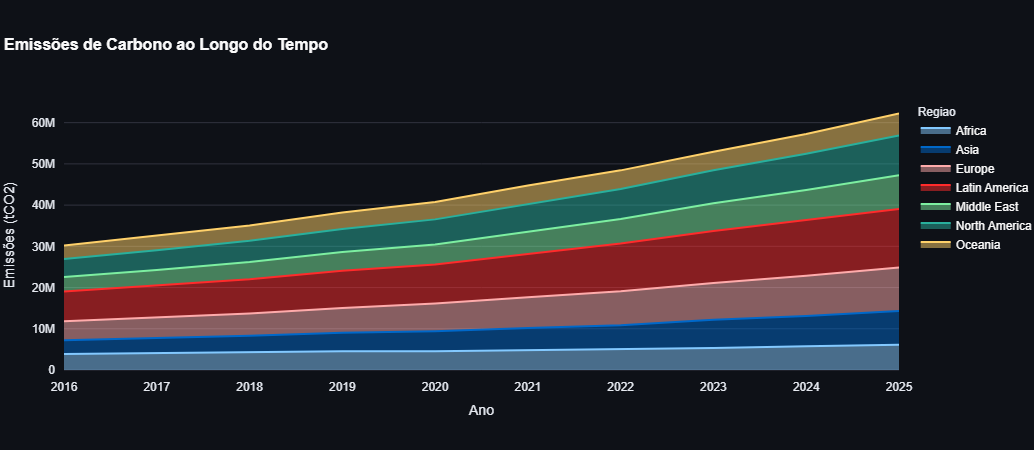 Emissões de Carbono ao Longo do Tempo
Regiao
Africa
Asia
Europe
Latin America
Middle East
North America
Oceania
Emissões (tCO2)
60M
50M
40M
30M
20M
10M
0
2016 2017 2018 2019 2020 2021 2022 2023 2024 2025
Ano